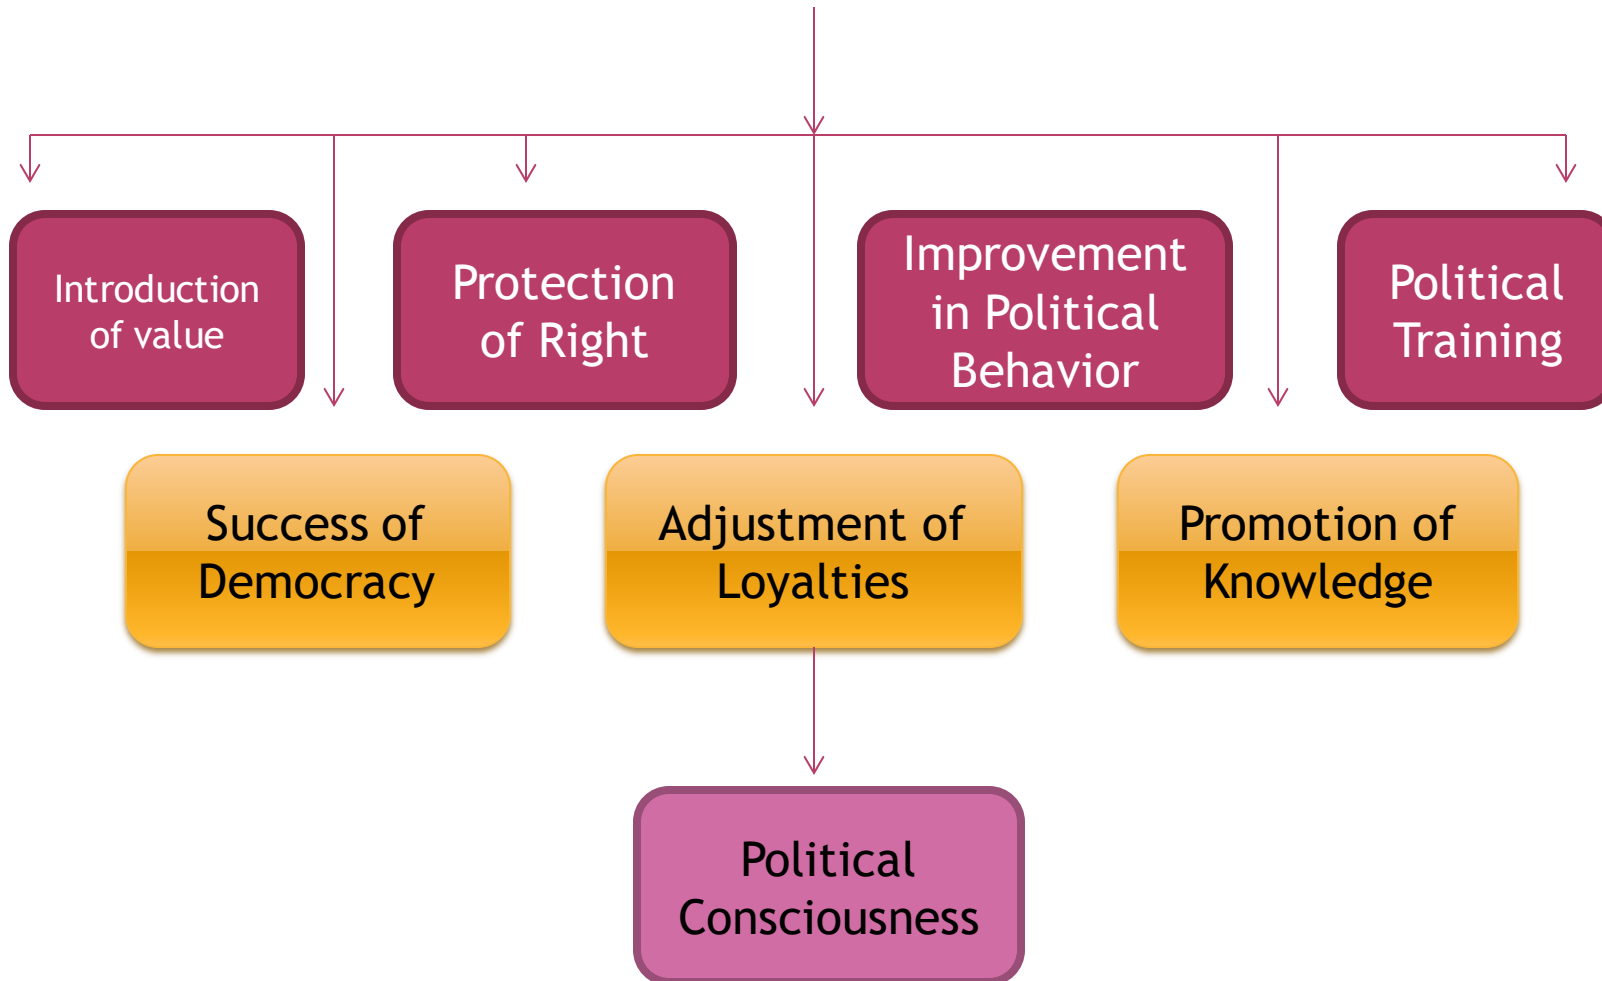 Introduction
of value
Protection
of Right
Improvement
in Political
Behavior
Political
Training
Success of
Democracy
Adjustment of
Loyalties
Promotion of
Knowledge
Political
Consciousness